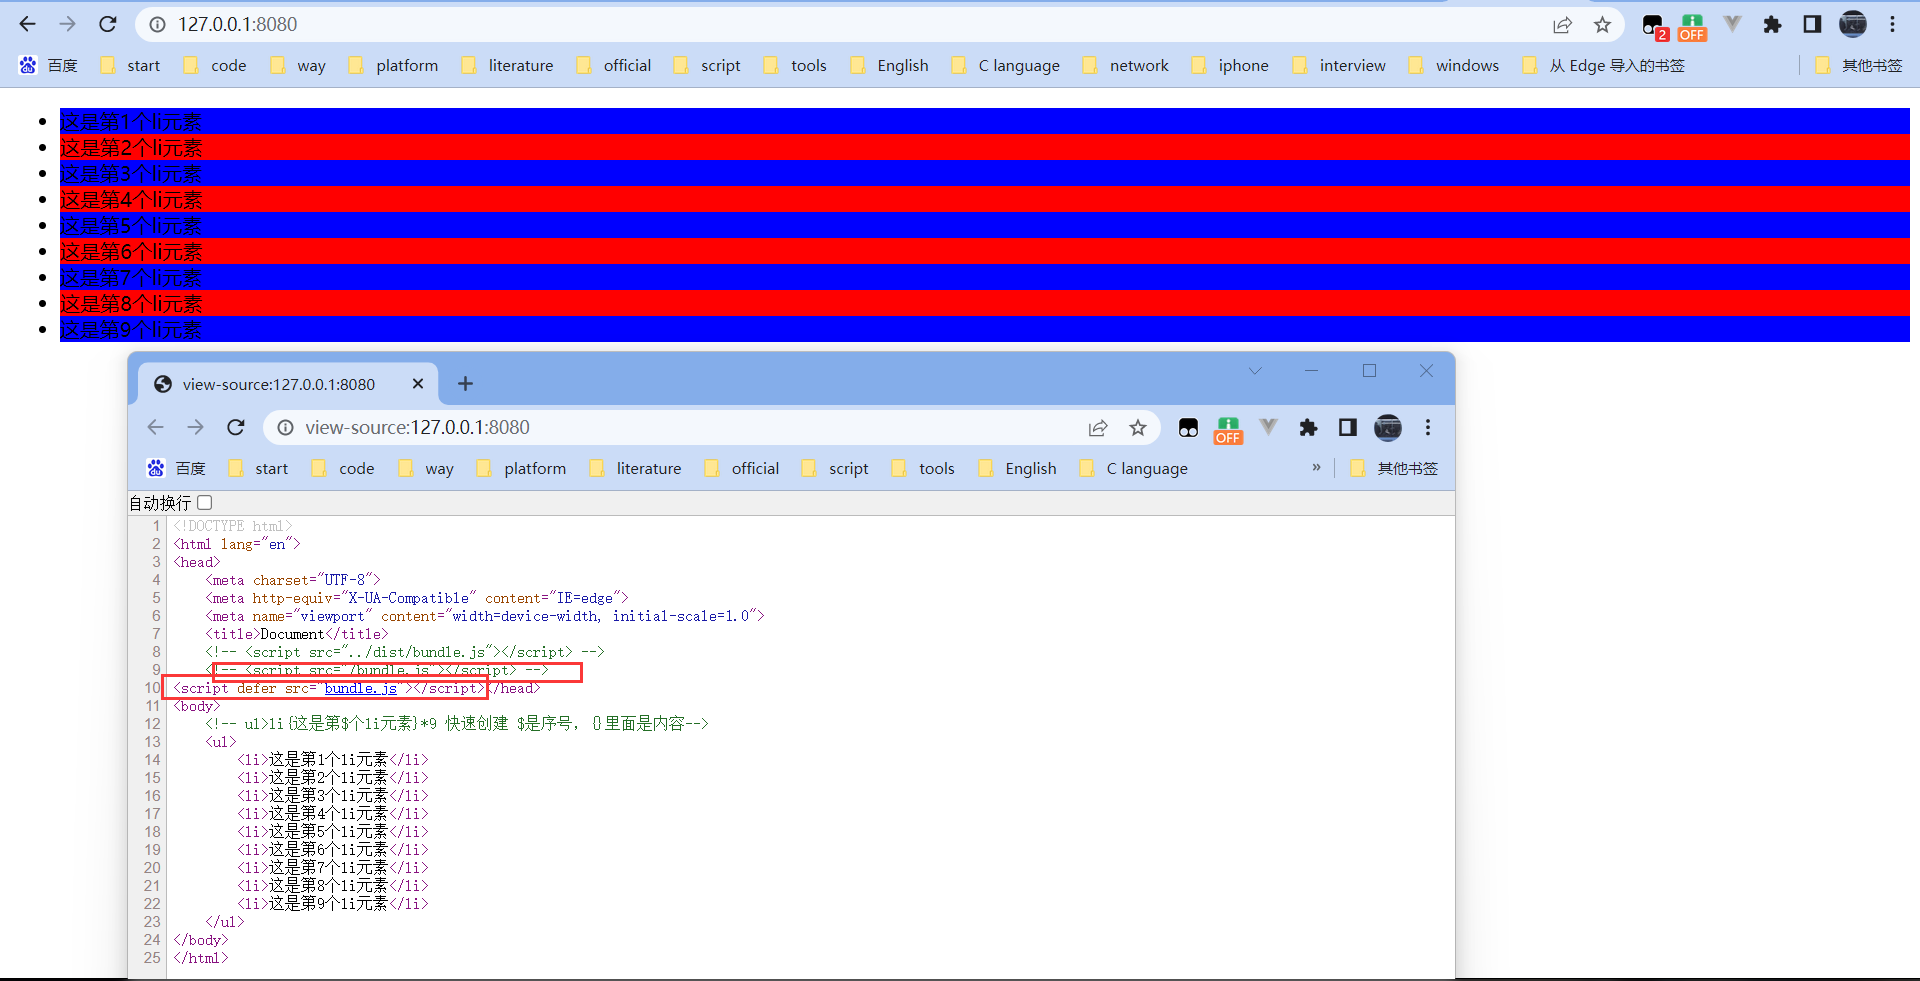 127.0.0.1:8080
2
OFF
百度 start code way platform literature official script tools English C language network iphone interview windows 从 Edge 导入的书签 其他书签
这是第1个li元素
这是第2个li元素
这是第3个li元素
这是第4个li元素
这是第5个li元素
这是第6个li元素
这是第7个li元素
这是第8个li元素
这是第9个li元素
view-source:127.0.0.1:8080
view-source:127.0.0.1:8080
OFF
百度 start code way platform literature official script tools English C language » 其他书签
自动换行
1 <!DOCTYPE html>
2 <html lang="en">
3 <head>
4 <meta charset="UTF-8">
5 <meta http-equiv="X-UA-Compatible" content="IE=edge">
6 <meta name="viewport" content="width=device-width, initial-scale=1.0">
7 <title>Document</title>
8 <!-- <script src="../dist/bundle.js"></script> -->
9 <!-- <script src="/bundle.js"></script> -->
10 <script defer src="bundle.js"></script></head>
11 <body>
12 <!-- ul>li{这是第$个li元素}*9 快速创建 $是序号，{}里面是内容-->
13 <ul>
14 <li>这是第1个li元素</li>
15 <li>这是第2个li元素</li>
16 <li>这是第3个li元素</li>
17 <li>这是第4个li元素</li>
18 <li>这是第5个li元素</li>
19 <li>这是第6个li元素</li>
20 <li>这是第7个li元素</li>
21 <li>这是第8个li元素</li>
22 <li>这是第9个li元素</li>
23 </ul>
24 </body>
25 </html>